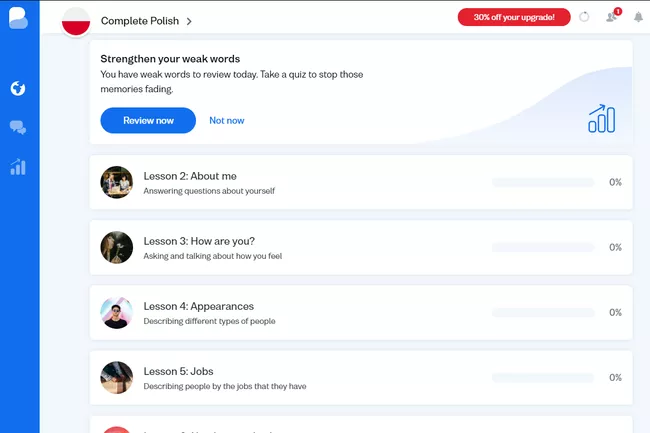 Complete Polish
30% off your upgrade!
1
Strengthen your weak words
You have weak words to review today. Take a quiz to stop those
memories fading.
Review now
Not now
Lesson 2: About me
Answering questions about yourself
0%
Lesson 3: How are you?
Asking and talking about how you feel
0%
Lesson 4: Appearances
Describing different types of people
0%
Lesson 5: Jobs
Describing people by the jobs that they have
0%